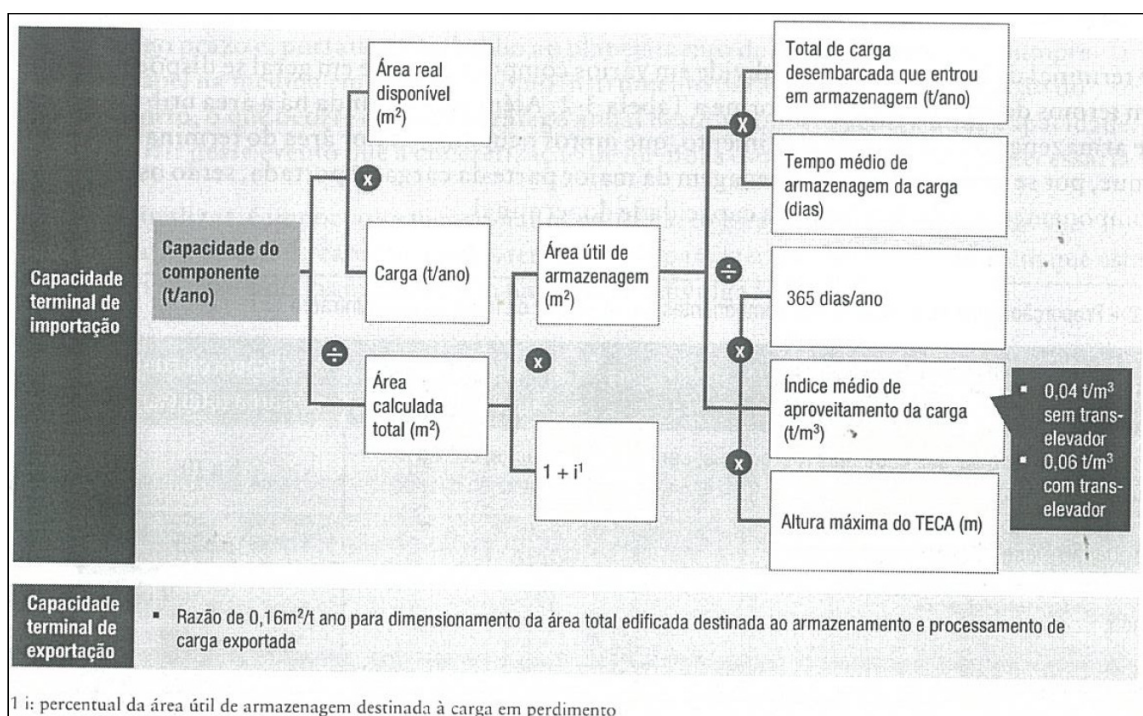 Capacidade
terminal de
importação
Capacidade do
componente
(t/ano)
x
÷
Área real
disponível
(m²)
Carga (t/ano)
Área
calculada
total (m²)
x
Área útil de
armazenagem
(m²)
1 + i¹
÷
x
x
x
Total de carga
desembarcada que entrou
em armazenagem (t/ano)
Tempo médio de
armazenagem da carga
(dias)
365 dias/ano
Índice médio de
aproveitamento da carga
(t/m³)
Altura máxima do TECA (m)
▪ 0,04 t/m³
sem trans-
elevador
▪ 0,06 t/m³
com trans-
elevador
Capacidade
terminal de
exportação
▪ Razão de 0,16m²/t ano para dimensionamento da área total edificada destinada ao armazenamento e processamento de
carga exportada
1 i: percentual da área útil de armazenagem destinada à carga em perdimento